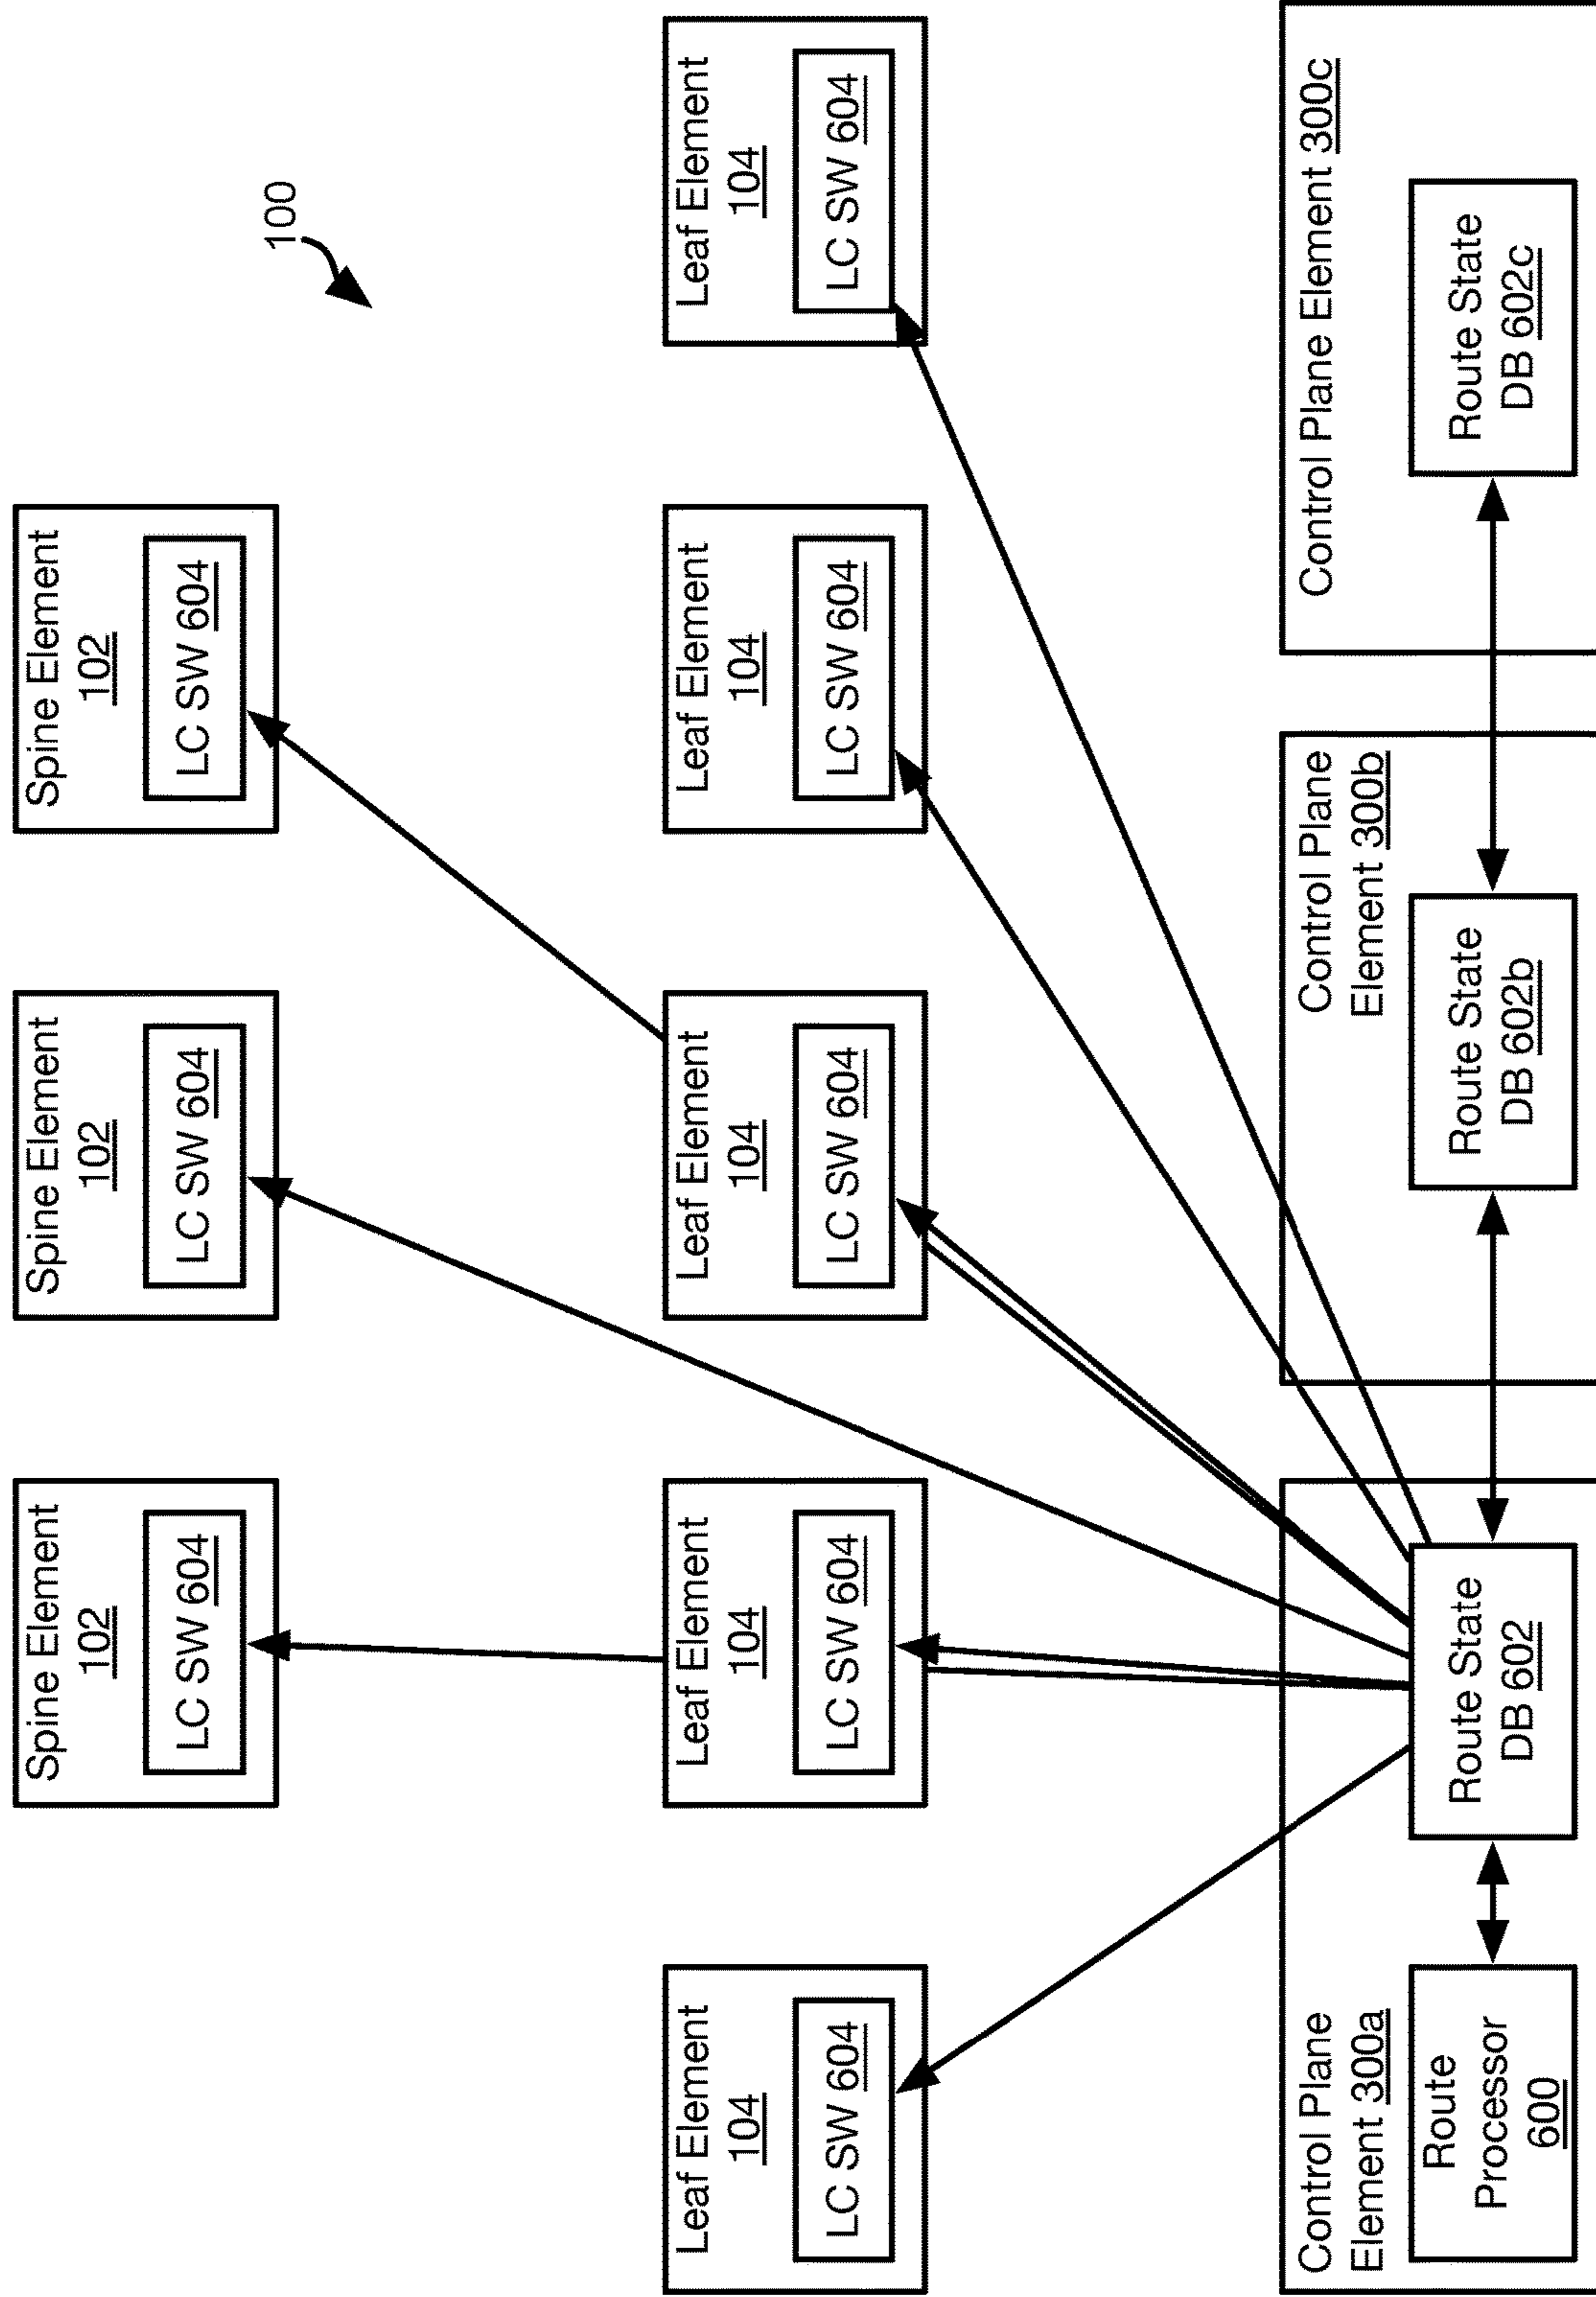 100
Spine Element
102
LC SW 604
Spine Element
102
LC SW 604
Spine Element
102
LC SW 604
Leaf Element
104
LC SW 604
Leaf Element
104
LC SW 604
Leaf Element
104
LC SW 604
Leaf Element
104
LC SW 604
Leaf Element
104
LC SW 604
Control Plane
Element 300a
Route
Processor
600
Route State
DB 602
Control Plane
Element 300b
Route State
DB 602b
Control Plane Element 300c
Route State
DB 602c